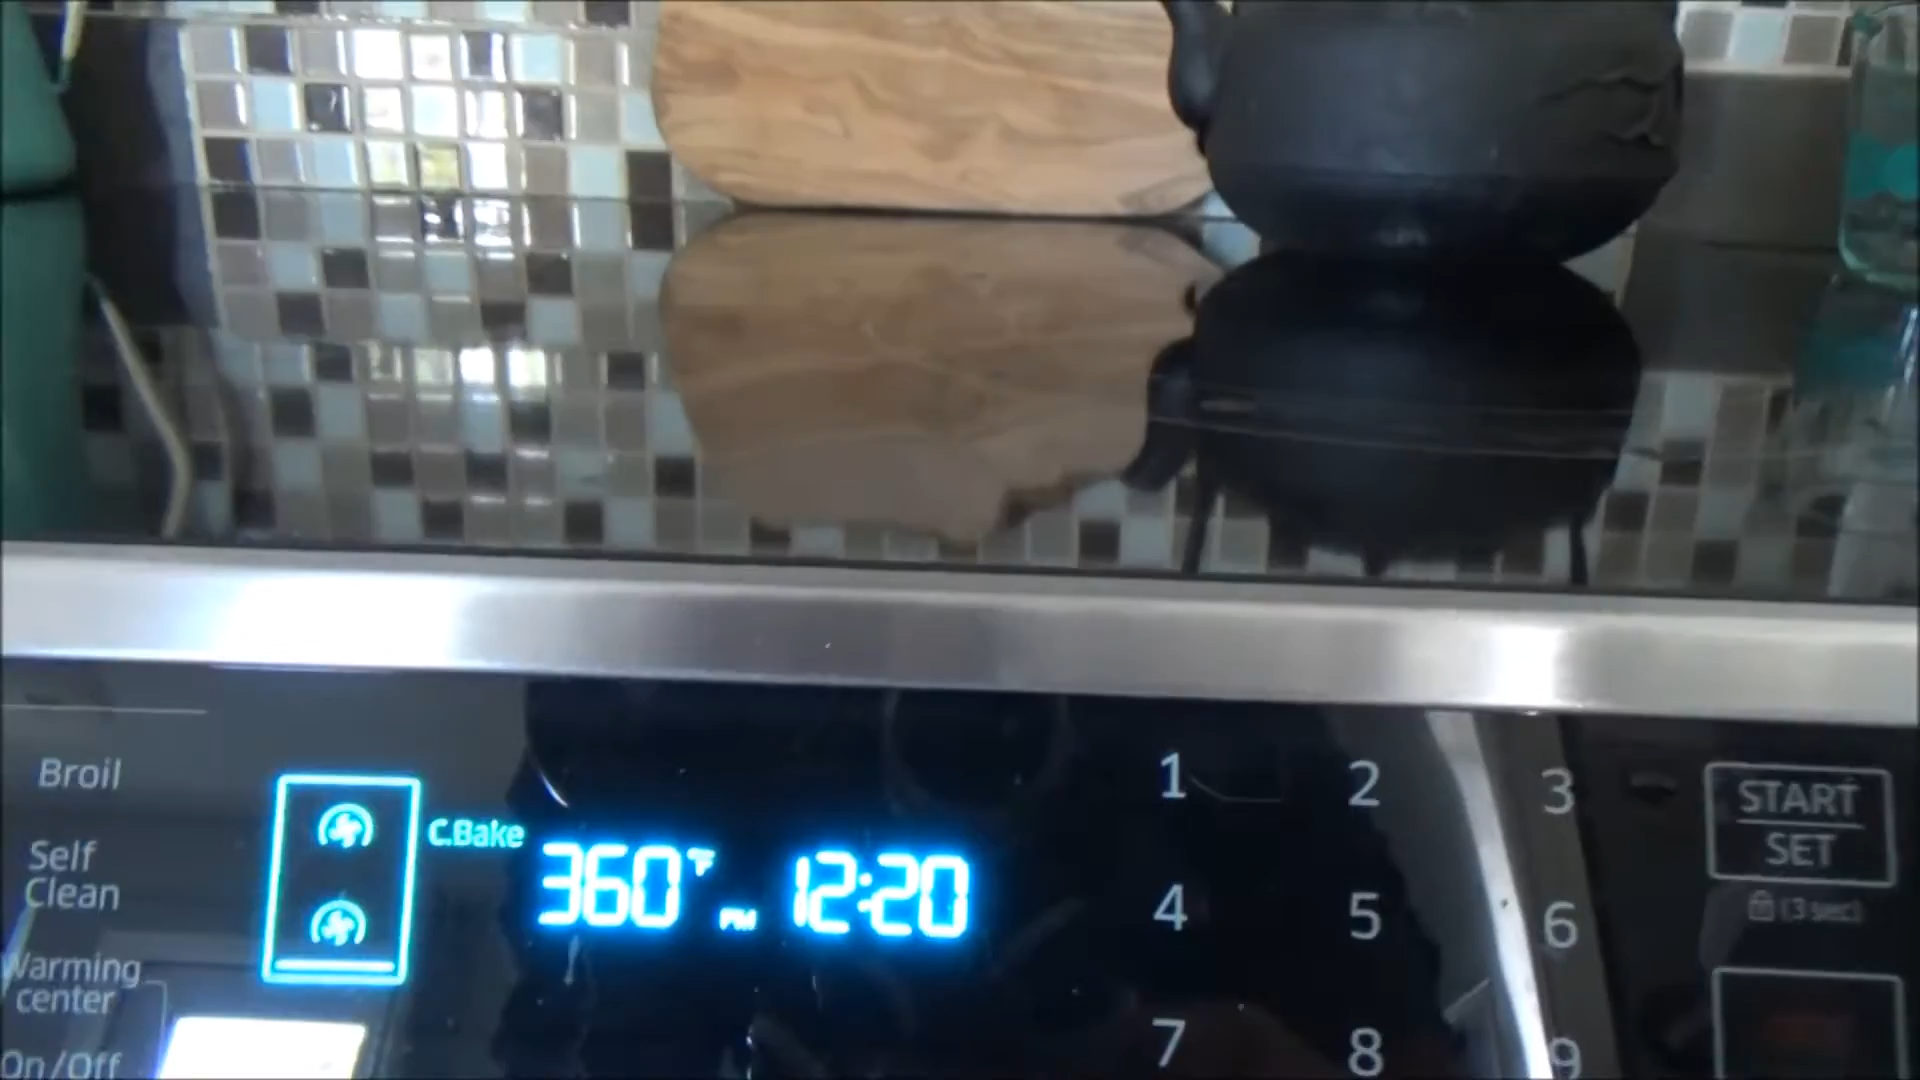 Broil
Self
Clean
Warming
center
On/Off
C.Bake
360°F PM 12:20
1 2 3
4 5 6
7 8 9
START
SET
(3 sec)